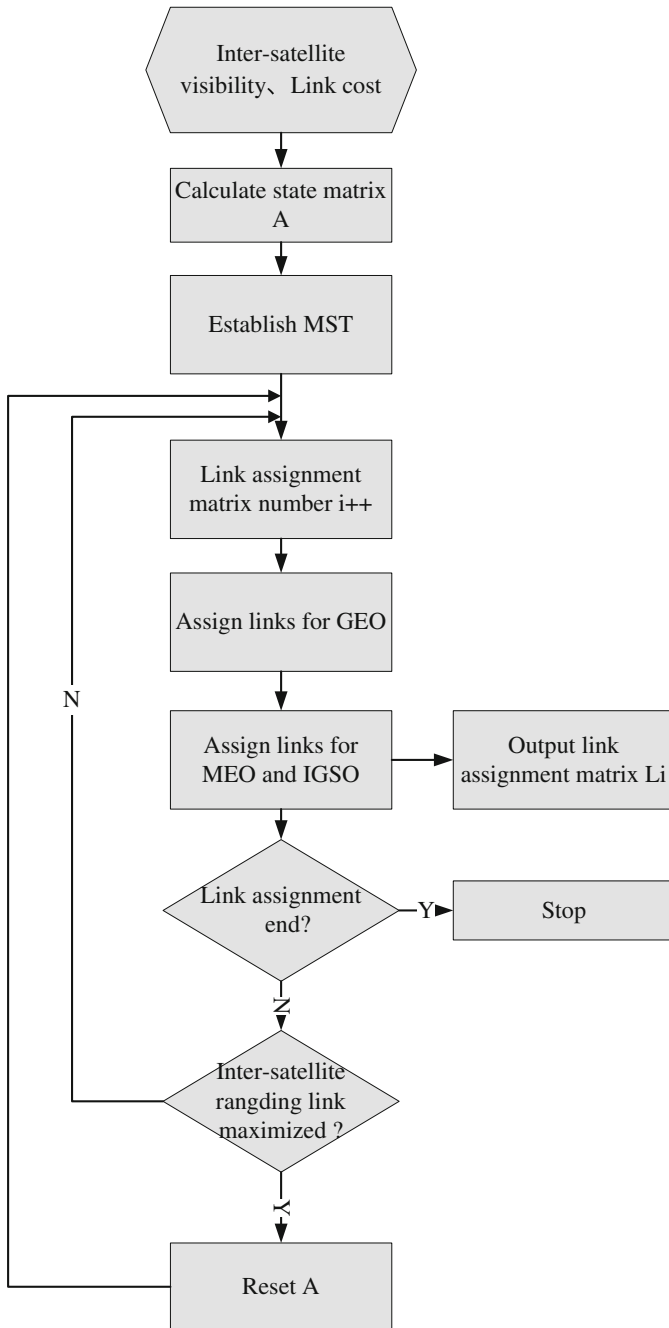 Inter-satellite
visibility、Link cost
Calculate state matrix
A
Establish MST
Link assignment
matrix number i++
Assign links for GEO
N
Assign links for
MEO and IGSO
Output link
assignment matrix Li
Link assignment
end?
Y
Stop
N
Inter-satellite
rangding link
maximized ?
Y
Reset A